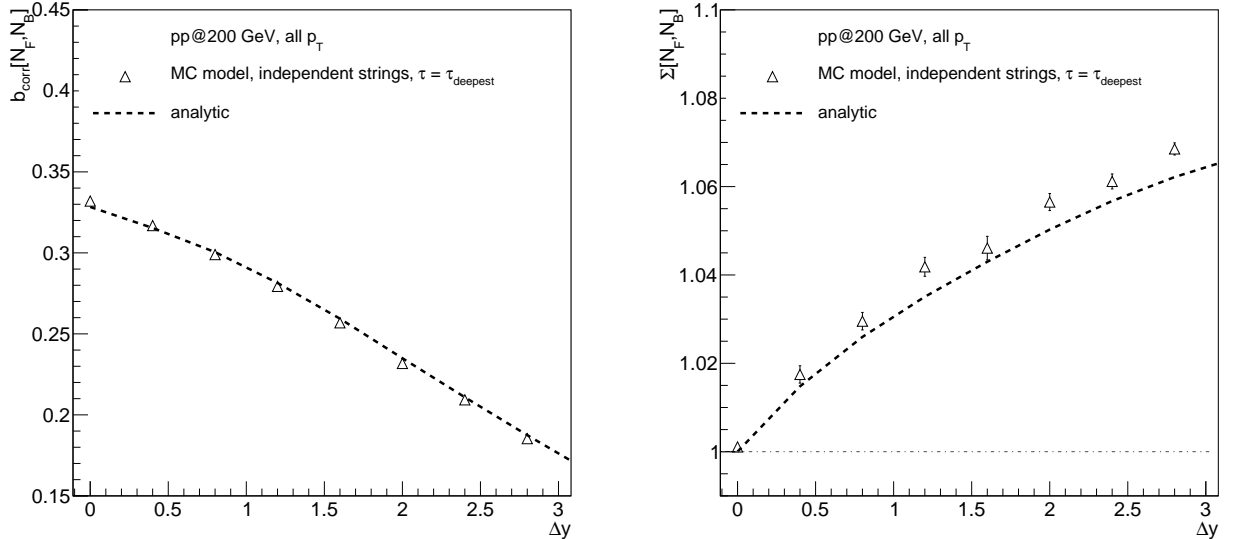 b_corr[N_F,N_B]
0.45
0.4
0.35
0.3
0.25
0.2
0.15
pp@200 GeV, all p_T
MC model, independent strings, τ = τ_deepest
analytic
0 0.5 1 1.5 2 2.5 3
Δy
Σ[N_F,N_B]
1.1
1.08
1.06
1.04
1.02
1
pp@200 GeV, all p_T
MC model, independent strings, τ = τ_deepest
analytic
0 0.5 1 1.5 2 2.5 3
Δy